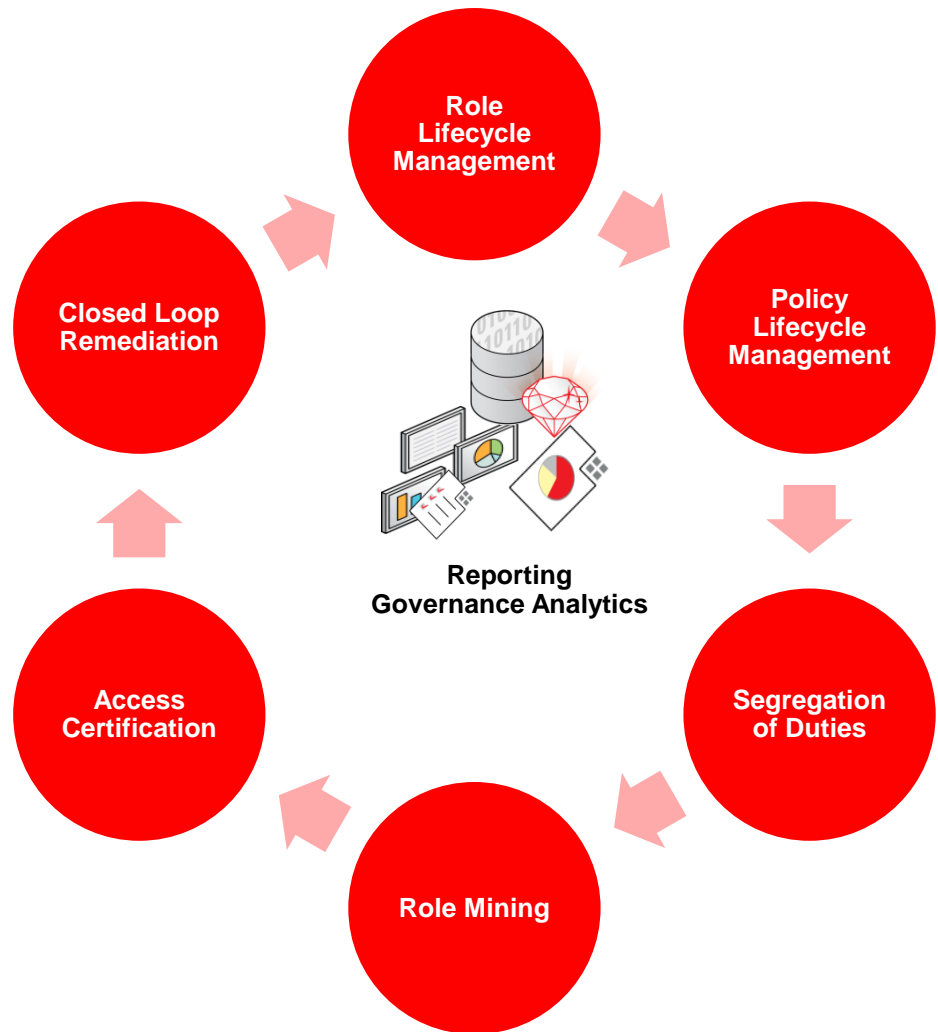 Role
Lifecycle
Management
Policy
Lifecycle
Management
Segregation
of Duties
Role Mining
Access
Certification
Closed Loop
Remediation
Reporting
Governance Analytics